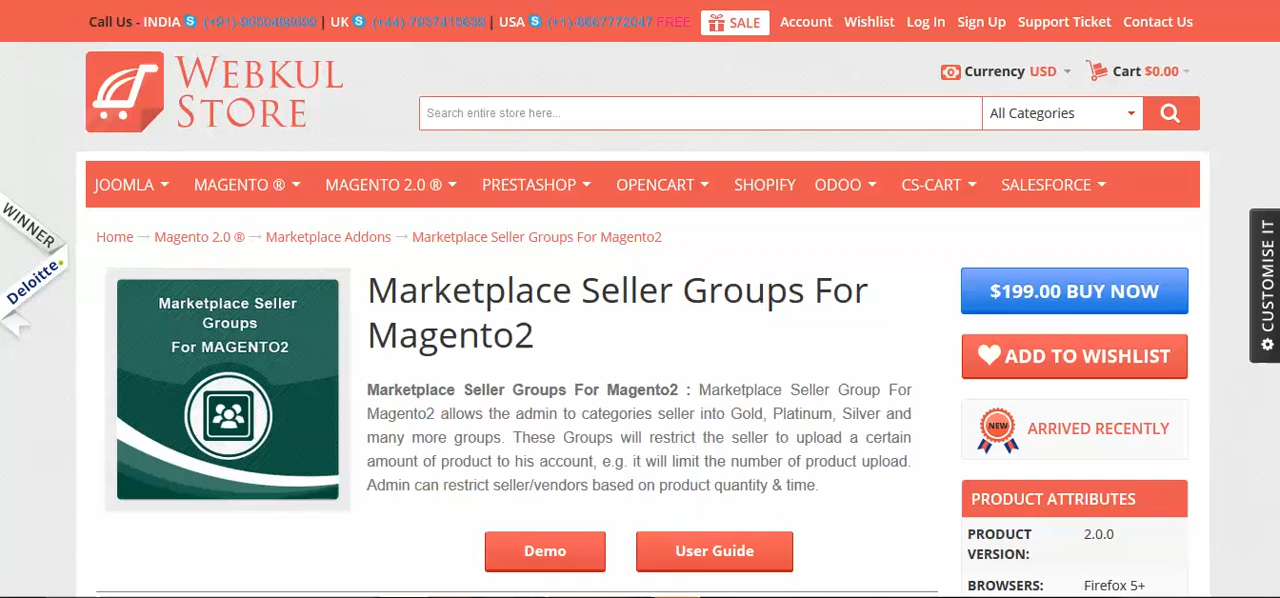 Call Us - INDIA (+91)-9650488699 | UK (+44)-7937415638 | USA (+1)-8667772047 FREE SALE Account Wishlist Log In Sign Up Support Ticket Contact Us
WEBKUL
STORE
Currency USD Cart $0.00
Search entire store here... All Categories
JOOMLA MAGENTO ® MAGENTO 2.0 ® PRESTASHOP OPENCART SHOPIFY ODOO CS-CART SALESFORCE
WINNER
Deloitte.
CUSTOMISE IT
Home → Magento 2.0 ® → Marketplace Addons → Marketplace Seller Groups For Magento2
Marketplace Seller
Groups
For MAGENTO2
Marketplace Seller Groups For
Magento2
Marketplace Seller Groups For Magento2 : Marketplace Seller Group For
Magento2 allows the admin to categories seller into Gold, Platinum, Silver and
many more groups. These Groups will restrict the seller to upload a certain
amount of product to his account, e.g. it will limit the number of product upload.
Admin can restrict seller/vendors based on product quantity & time.
Demo User Guide
$199.00 BUY NOW
ADD TO WISHLIST
NEW ARRIVED RECENTLY
PRODUCT ATTRIBUTES
PRODUCT VERSION: 2.0.0
BROWSERS: Firefox 5+